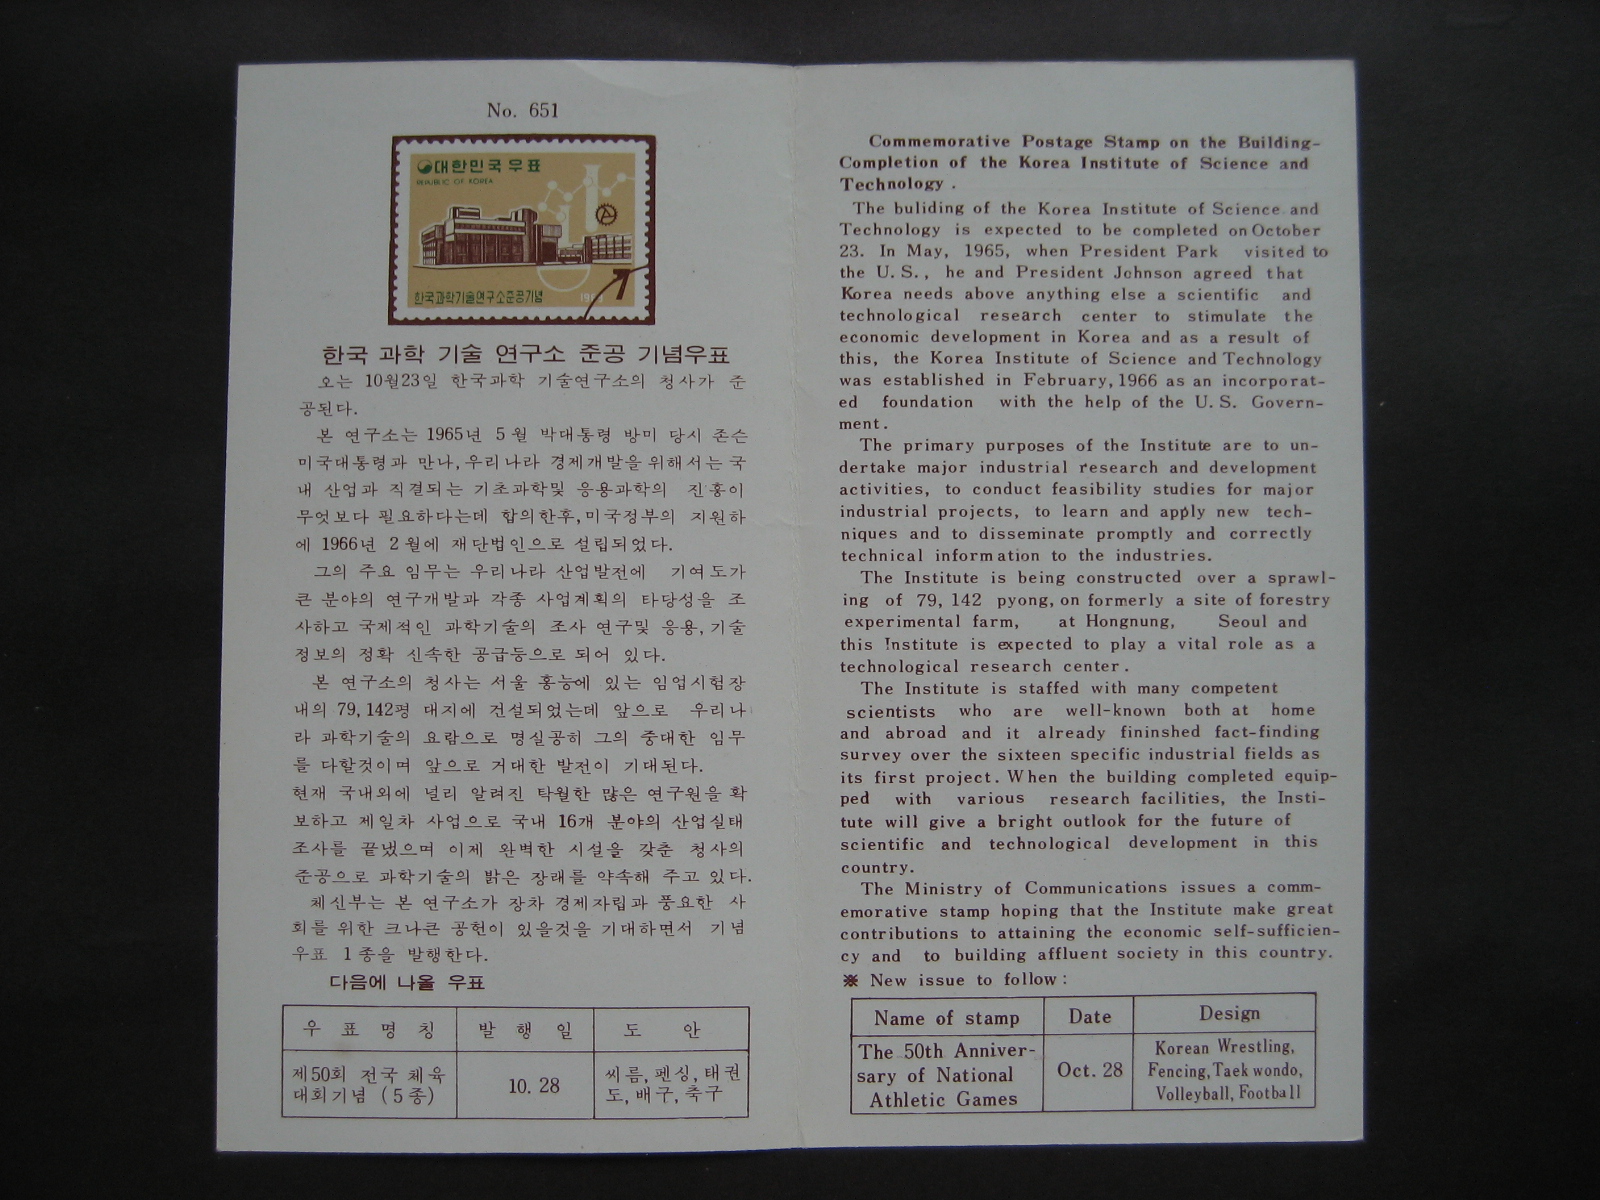 No. 651
대한민국우표
REPUBLIC OF KOREA
한국과학기술연구소준공기념
7
한국 과학 기술 연구소 준공 기념우표
오는 10월23일 한국과학 기술연구소의 청사가 준
공된다.
본 연구소는 1965년 5월 박대통령 방미 당시 존슨
미국대통령과 만나, 우리나라 경제개발을 위해서는 국
내 산업과 직결되는 기초과학및 응용과학의 진흥이
무엇보다 필요하다는데 합의한후, 미국정부의 지원하
에 1966년 2월에 재단법인으로 설립되었다.
그의 주요 임무는 우리나라 산업발전에 기여도가
큰 분야의 연구개발과 각종 사업계획의 타당성을 조
사하고 국제적인 과학기술의 조사 연구및 응용, 기술
정보의 정확 신속한 공급등으로 되어 있다.
본 연구소의 청사는 서울 홍능에 있는 임업시험장
내의 79,142평 대지에 건설되었는데 앞으로 우리나
라 과학기술의 요람으로 명실공히 그의 중대한 임무
를 다할것이며 앞으로 거대한 발전이 기대된다.
현재 국내외에 널리 알려진 탁월한 많은 연구원을 확
보하고 제일차 사업으로 국내 16개 분야의 산업실태
조사를 끝냈으며 이제 완벽한 시설을 갖춘 청사의
준공으로 과학기술의 밝은 장래를 약속해 주고 있다.
체신부는 본 연구소가 장차 경제자립과 풍요한 사
회를 위한 크나큰 공헌이 있을것을 기대하면서 기념
우표 1종을 발행한다.
다음에 나올 우표
우 표 명 칭 발 행 일 도 안
제50회 전국 체육
대회기념 (5종)
10. 28
씨름, 펜싱, 태권
도, 배구, 축구
Commemorative Postage Stamp on the Building-
Completion of the Korea Institute of Science and
Technology.
The buliding of the Korea Institute of Science and
Technology is expected to be completed on October
23. In May, 1965, when President Park visited to
the U.S., he and President Johnson agreed that
Korea needs above anything else a scientific and
technological research center to stimulate the
economic development in Korea and as a result of
this, the Korea Institute of Science and Technology
was established in February, 1966 as an incorporat-
ed foundation with the help of the U.S. Govern-
ment.
The primary purposes of the Institute are to un-
dertake major industrial research and development
activities, to conduct feasibility studies for major
industrial projects, to learn and apply new tech-
niques and to disseminate promptly and correctly
technical information to the industries.
The Institute is being constructed over a sprawl-
ing of 79,142 pyong, on formerly a site of forestry
experimental farm, at Hongnung, Seoul and
this Institute is expected to play a vital role as a
technological research center.
The Institute is staffed with many competent
scientists who are well-known both at home
and abroad and it already fininshed fact-finding
survey over the sixteen specific industrial fields as
its first project. When the building completed equip-
ped with various research facilities, the Insti-
tute will give a bright outlook for the future of
scientific and technological development in this
country.
The Ministry of Communications issues a comm-
emorative stamp hoping that the Institute make great
contributions to attaining the economic self-sufficien-
cy and to building affluent society in this country.
※ New issue to follow:
Name of stamp Date Design
The 50th Anniver-
sary of National
Athletic Games
Oct. 28
Korean Wrestling,
Fencing, Taekwondo,
Volleyball, Football